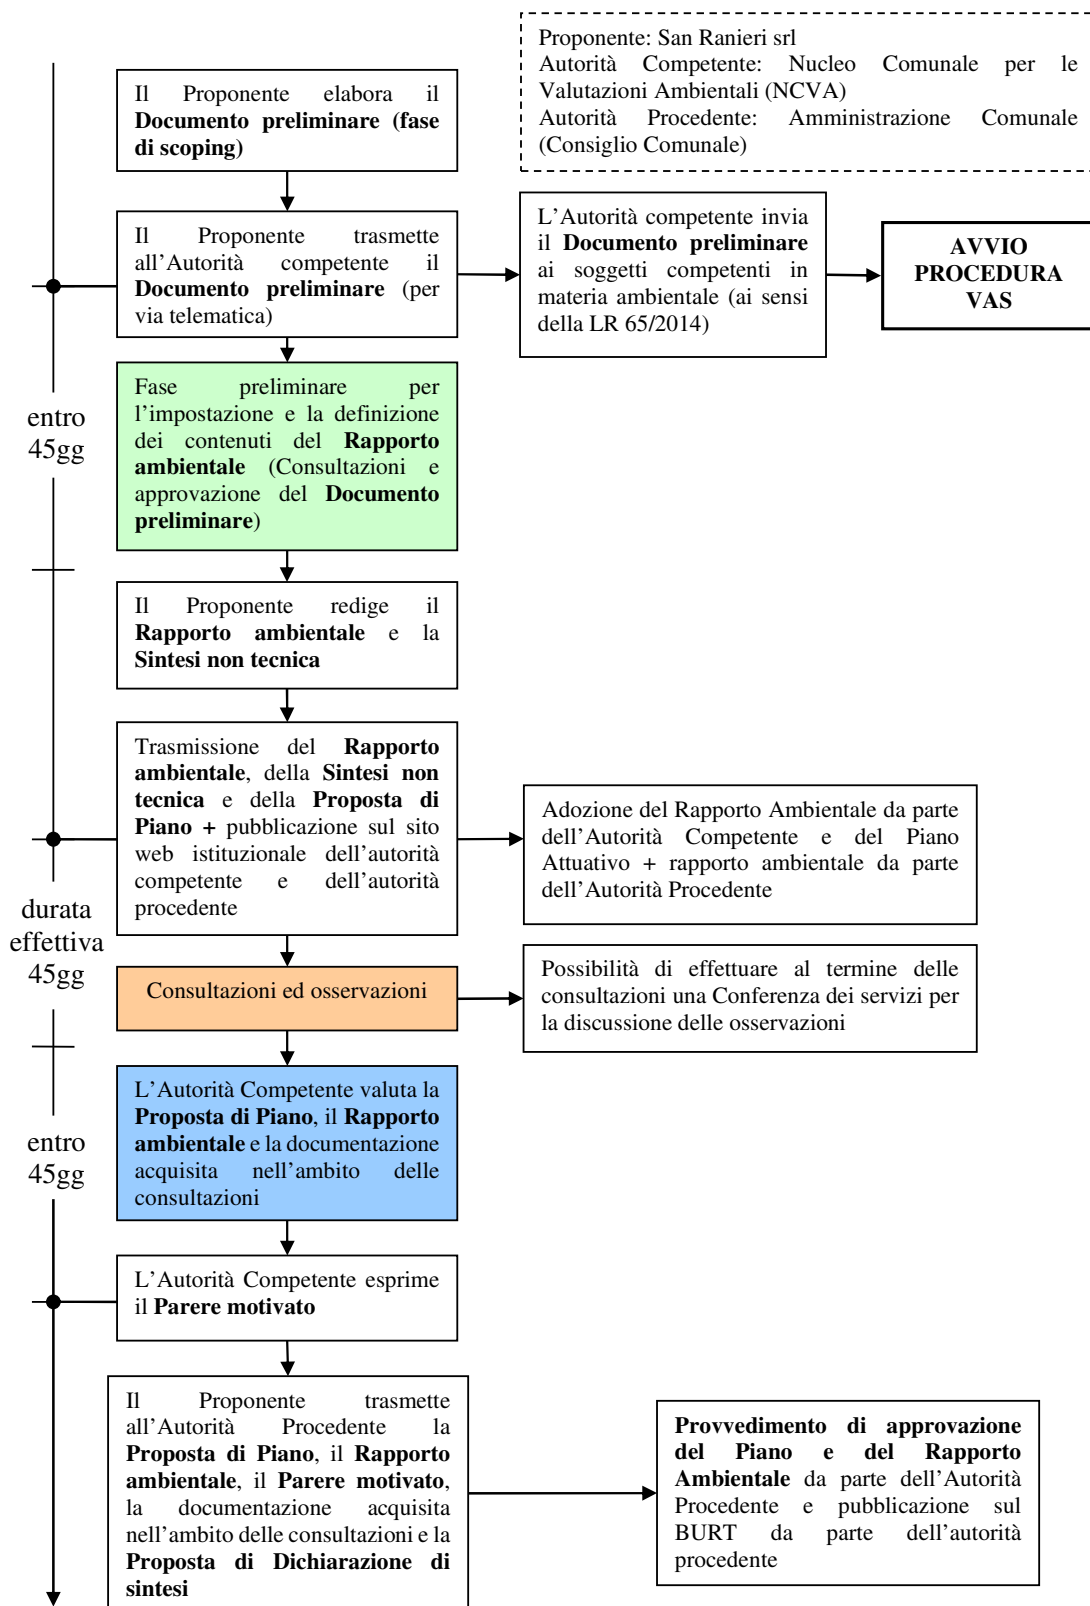 Proponente: San Ranieri srl
Autorità Competente: Nucleo Comunale per le
Valutazioni Ambientali (NCVA)
Autorità Procedente: Amministrazione Comunale
(Consiglio Comunale)
Il Proponente elabora il
Documento preliminare (fase
di scoping)
Il Proponente trasmette
all'Autorità competente il
Documento preliminare (per
via telematica)
L'Autorità competente invia
il Documento preliminare
ai soggetti competenti in
materia ambientale (ai sensi
della LR 65/2014)
AVVIO
PROCEDURA
VAS
entro
45gg
Fase preliminare per
l'impostazione e la definizione
dei contenuti del Rapporto
ambientale (Consultazioni e
approvazione del Documento
preliminare)
Il Proponente redige il
Rapporto ambientale e la
Sintesi non tecnica
Trasmissione del Rapporto
ambientale, della Sintesi non
tecnica e della Proposta di
Piano + pubblicazione sul sito
web istituzionale dell'autorità
competente e dell'autorità
procedente
Adozione del Rapporto Ambientale da parte
dell'Autorità Competente e del Piano
Attuativo + rapporto ambientale da parte
dell'Autorità Procedente
durata
effettiva
45gg
Consultazioni ed osservazioni
Possibilità di effettuare al termine delle
consultazioni una Conferenza dei servizi per
la discussione delle osservazioni
L'Autorità Competente valuta la
Proposta di Piano, il Rapporto
ambientale e la documentazione
acquisita nell'ambito delle
consultazioni
entro
45gg
L'Autorità Competente esprime
il Parere motivato
Il Proponente trasmette
all'Autorità Procedente la
Proposta di Piano, il Rapporto
ambientale, il Parere motivato,
la documentazione acquisita
nell'ambito delle consultazioni e la
Proposta di Dichiarazione di
sintesi
Provvedimento di approvazione
del Piano e del Rapporto
Ambientale da parte dell'Autorità
Procedente e pubblicazione sul
BURT da parte dell'autorità
procedente